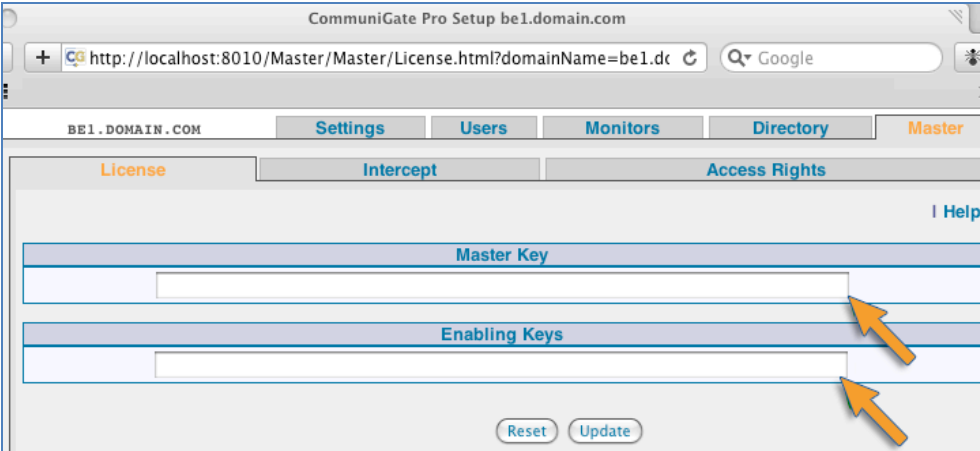 CommuniGate Pro Setup be1.domain.com
+ CG http://localhost:8010/Master/Master/License.html?domainName=be1.dc Google
BE1.DOMAIN.COM Settings Users Monitors Directory Master
License Intercept Access Rights
| Help
Master Key
Enabling Keys
Reset Update